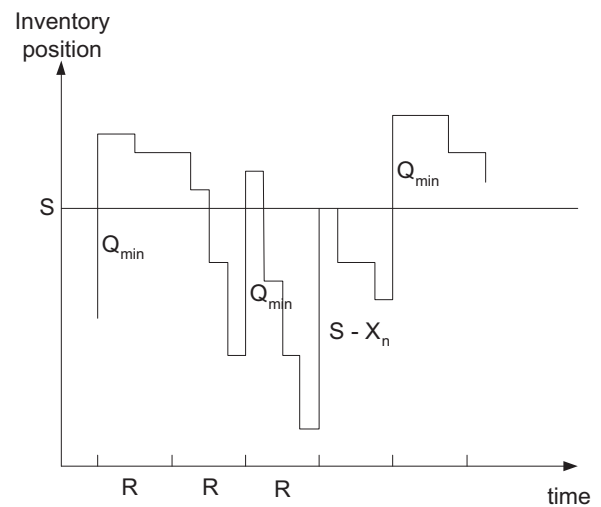 Inventory
position
Q_min
S
Q_min
Q_min
S - X_n
R R R
time